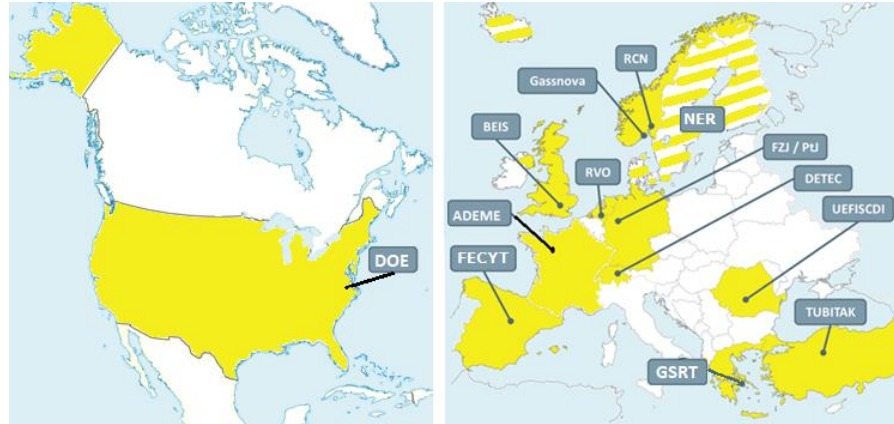 DOE
RCN
Gassnova
NER
BEIS
FZJ / PtJ
RVO
DETEC
ADEME
UEFISCDI
FECYT
TUBITAK
GSRT